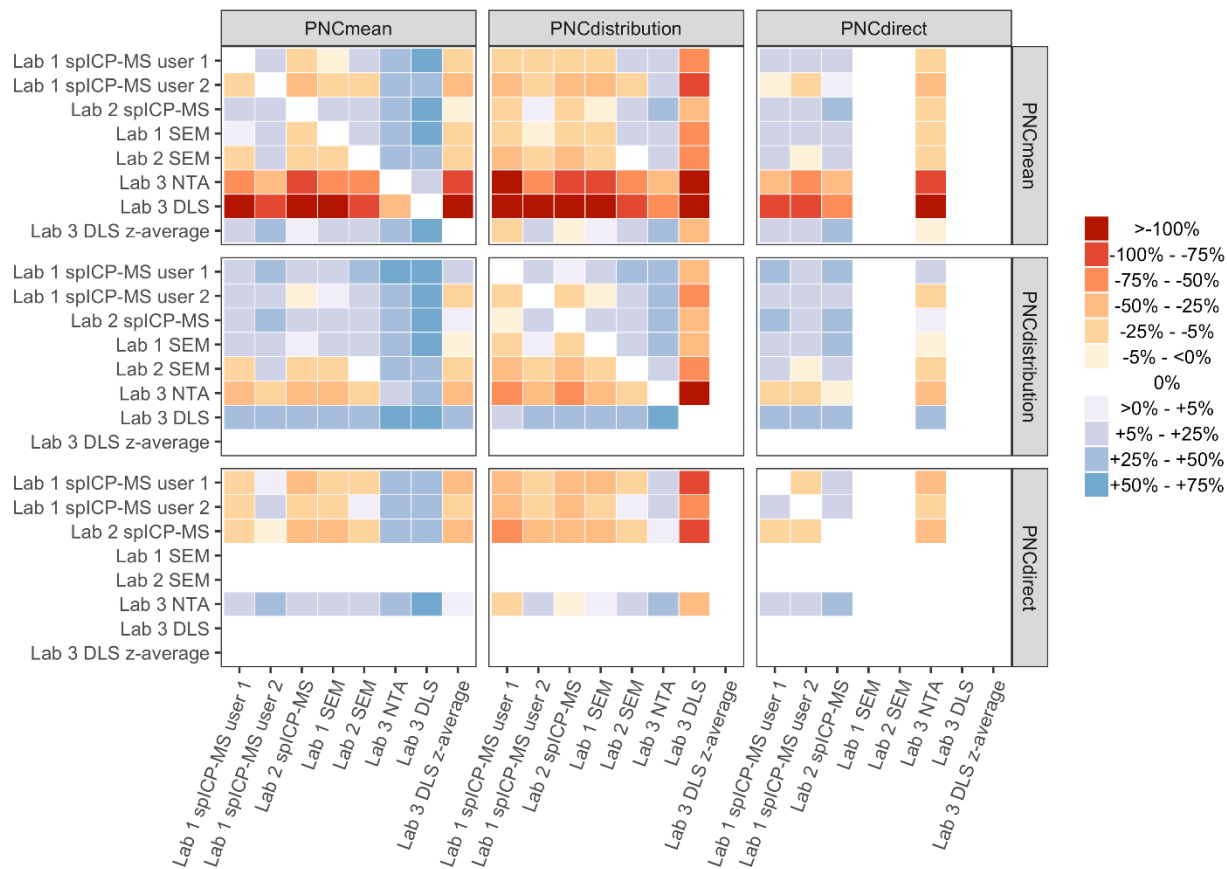 PNCmean
PNCdistribution
PNCdirect
Lab 1 spICP-MS user 1
Lab 1 spICP-MS user 2
Lab 2 spICP-MS
Lab 1 SEM
Lab 2 SEM
Lab 3 NTA
Lab 3 DLS
Lab 3 DLS z-average
PNCmean
Lab 1 spICP-MS user 1
Lab 1 spICP-MS user 2
Lab 2 spICP-MS
Lab 1 SEM
Lab 2 SEM
Lab 3 NTA
Lab 3 DLS
Lab 3 DLS z-average
PNCdistribution
Lab 1 spICP-MS user 1
Lab 1 spICP-MS user 2
Lab 2 spICP-MS
Lab 1 SEM
Lab 2 SEM
Lab 3 NTA
Lab 3 DLS
Lab 3 DLS z-average
PNCdirect
Lab 1 spICP-MS user 1
Lab 1 spICP-MS user 2
Lab 2 spICP-MS
Lab 1 SEM
Lab 2 SEM
Lab 3 NTA
Lab 3 DLS
Lab 3 DLS z-average
Lab 1 spICP-MS user 1
Lab 1 spICP-MS user 2
Lab 2 spICP-MS
Lab 1 SEM
Lab 2 SEM
Lab 3 NTA
Lab 3 DLS
Lab 3 DLS z-average
Lab 1 spICP-MS user 1
Lab 1 spICP-MS user 2
Lab 2 spICP-MS
Lab 1 SEM
Lab 2 SEM
Lab 3 NTA
Lab 3 DLS
Lab 3 DLS z-average
>-100%
-100% - -75%
-75% - -50%
-50% - -25%
-25% - -5%
-5% - <0%
0%
>0% - +5%
+5% - +25%
+25% - +50%
+50% - +75%